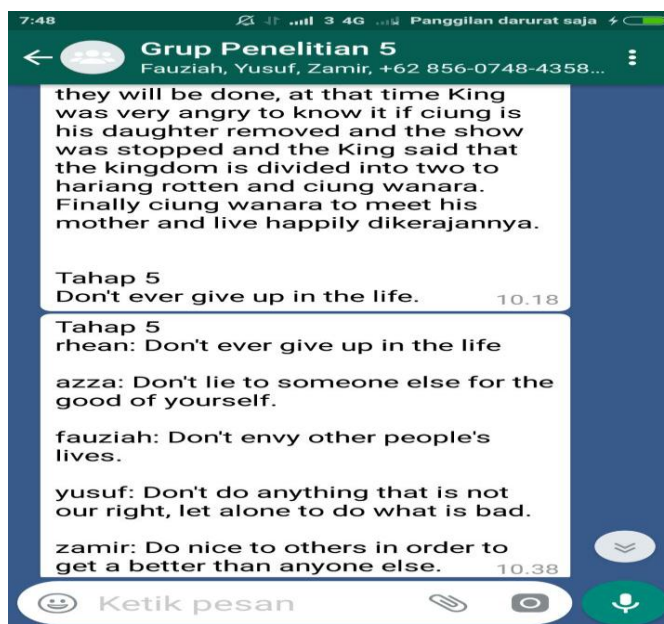 7:48 3 4G Panggilan darurat saja
Grup Penelitian 5
Fauziah, Yusuf, Zamir, +62 856-0748-4358...
they will be done, at that time King
was very angry to know it if ciung is
his daughter removed and the show
was stopped and the King said that
the kingdom is divided into two to
hariang rotten and ciung wanara.
Finally ciung wanara to meet his
mother and live happily dikerajannya.
Tahap 5
Don't ever give up in the life.
10.18
Tahap 5
rhean: Don't ever give up in the life
azza: Don't lie to someone else for the
good of yourself.
fauziah: Don't envy other people's
lives.
yusuf: Don't do anything that is not
our right, let alone to do what is bad.
zamir: Do nice to others in order to
get a better than anyone else.
10.38
Ketik pesan